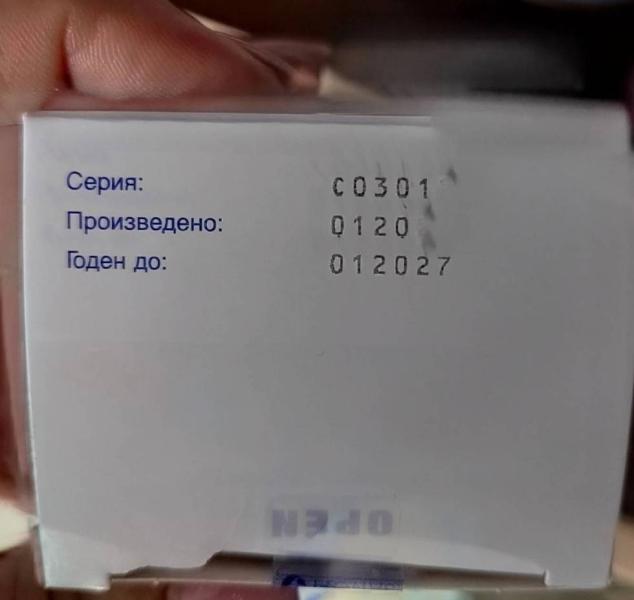 Серия: C0301
Произведено: 0120
Годен до: 012027
OPEN